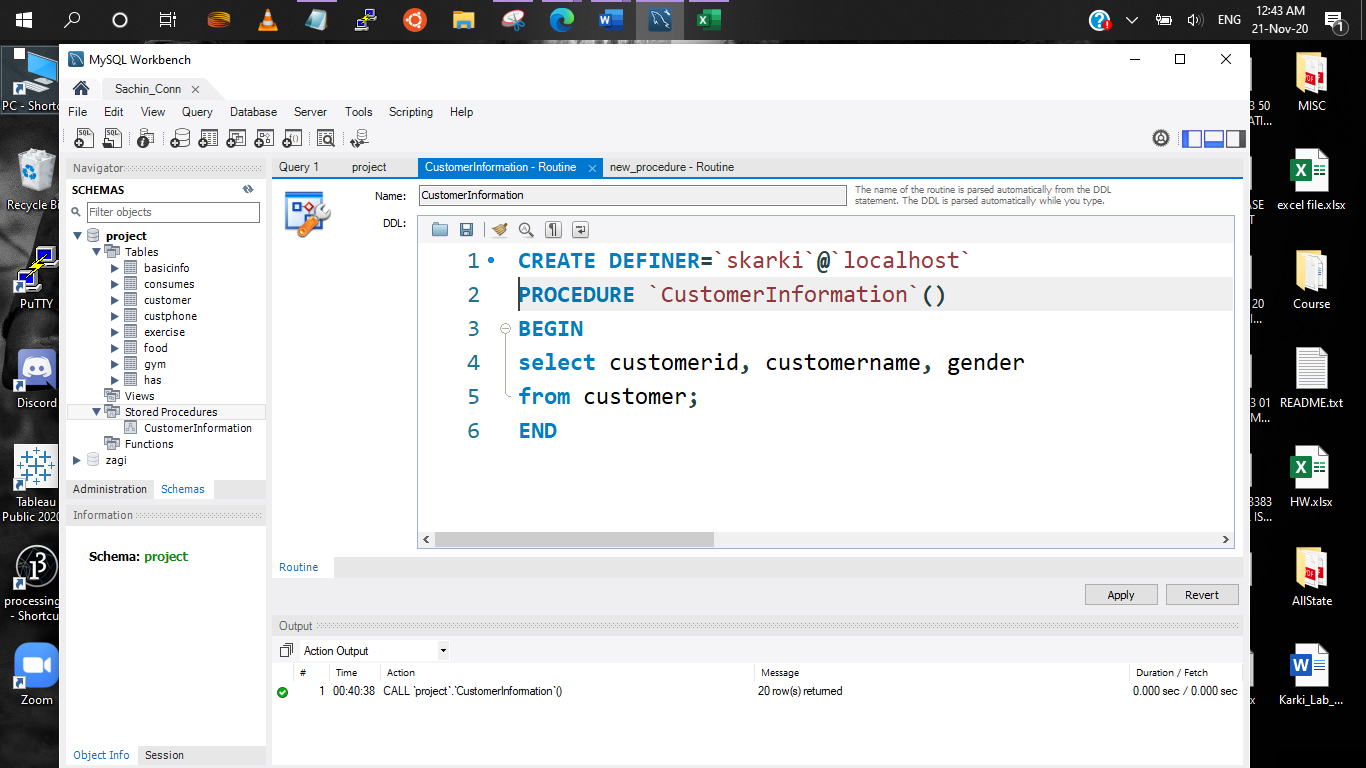 12:43 AM
ENG
21-Nov-20
1
MySQL Workbench
Sachin_Conn
File Edit View Query Database Server Tools Scripting Help
Navigator
SCHEMAS
Filter objects
project
Tables
basicinfo
consumes
customer
custphone
exercise
food
gym
has
Views
Stored Procedures
CustomerInformation
Functions
zagi
Administration Schemas
Information
Schema: project
Object Info Session
Query 1 project CustomerInformation - Routine new_procedure - Routine
Name: CustomerInformation
The name of the routine is parsed automatically from the DDL
statement. The DDL is parsed automatically while you type.
DDL:
1 CREATE DEFINER=`skarki`@`localhost`
2 PROCEDURE `CustomerInformation`()
3 BEGIN
4 select customerid, customername, gender
5 from customer;
6 END
Routine
Apply Revert
Output
Action Output
# Time Action Message Duration / Fetch
1 00:40:38 CALL `project`.`CustomerInformation`() 20 row(s) returned 0.000 sec / 0.000 sec
PC - Shortc
Recycle Bi
PuTTY
Discord
Tableau
Public 2020
processing
- Shortcu
Zoom
MISC
excel file.xlsx
Course
README.txt
HW.xlsx
AllState
Karki_Lab_...